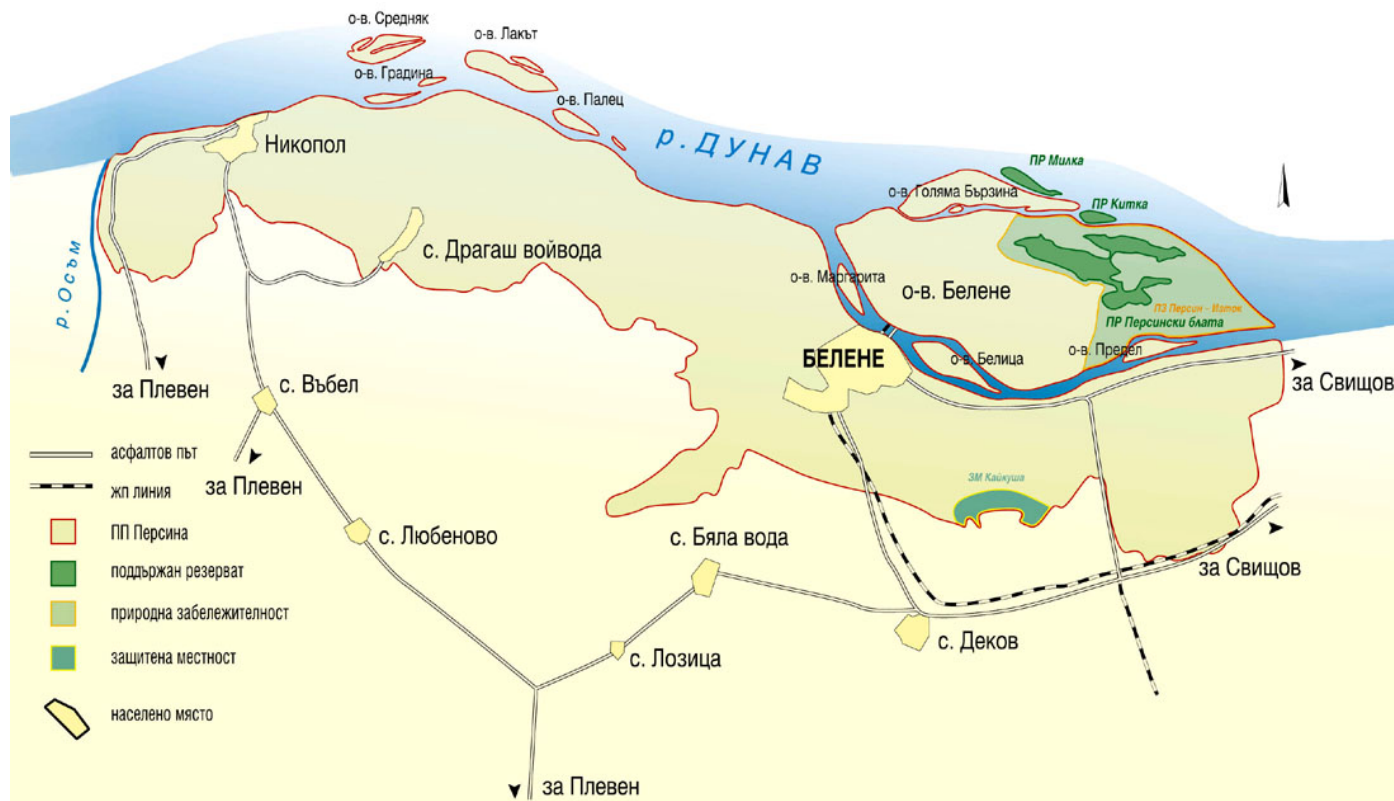 о-в. Средняк
о-в. Лакът
о-в. Градина
о-в. Палец
р. ДУНАВ
Никопол
ПР Милка
о-в. Голяма Бързина
ПР Китка
с. Драгаш войвода
р. Осъм
о-в. Маргарита
о-в. Белене
ПЗ Персин - Изток
ПР Персински блата
о-в. Предел
БЕЛЕНЕ
о-в. Белица
за Плевен
с. Въбел
за Свищов
асфалтов път
за Плевен
жп линия
ЗМ Кайкуша
ПП Персина
с. Любеново
с. Бяла вода
за Свищов
поддържан резерват
природна забележителност
с. Деков
защитена местност
с. Лозица
населено място
за Плевен